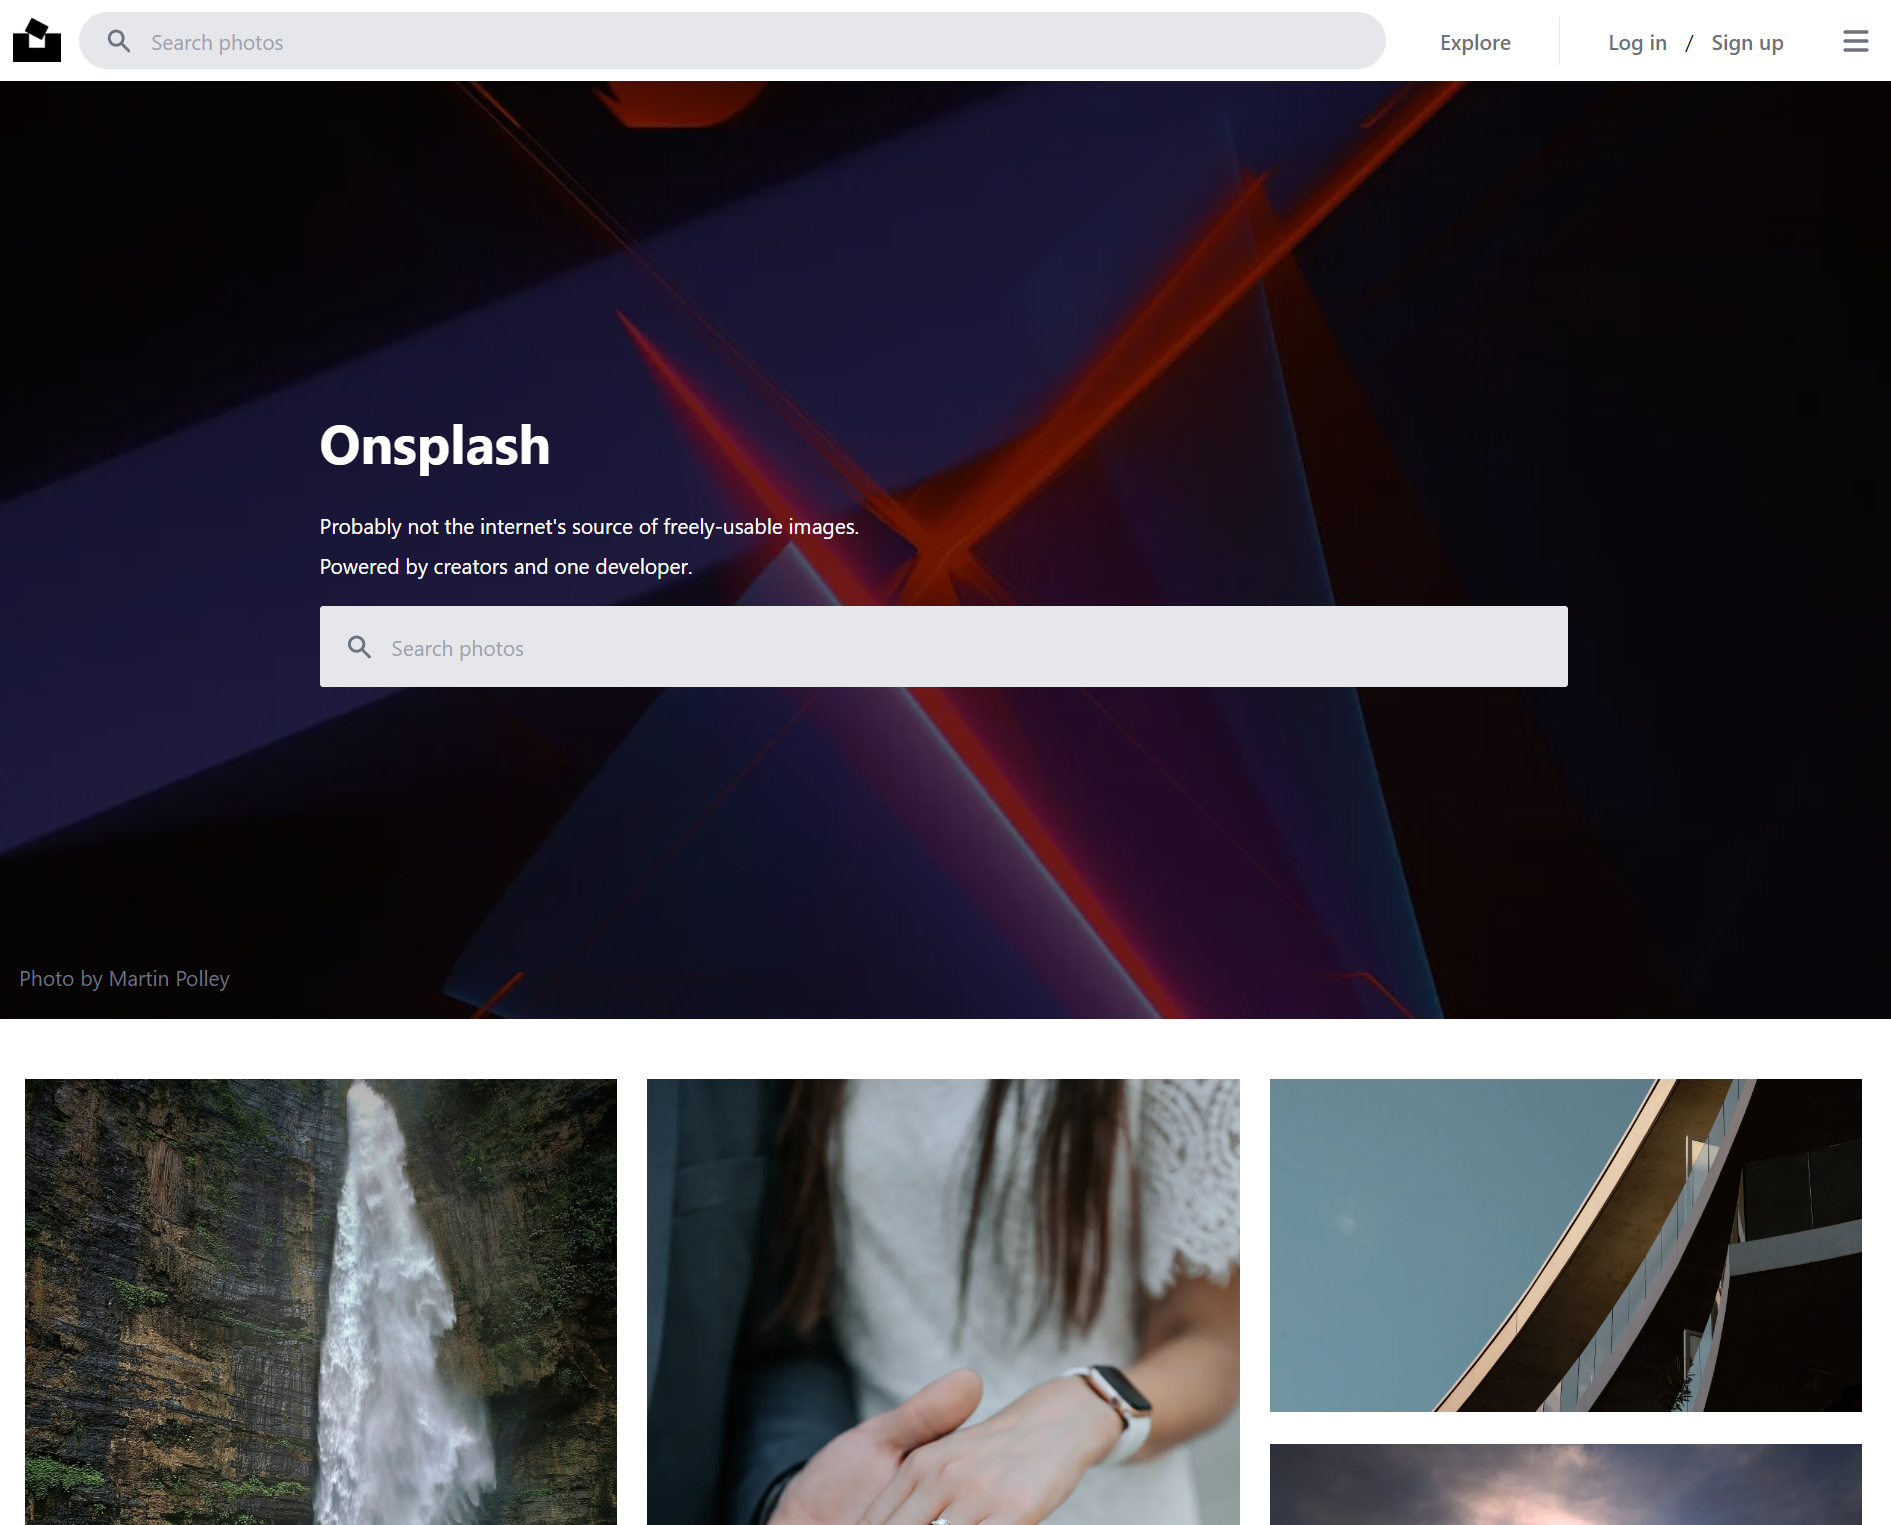 Search photos
Explore
Log in / Sign up
Onsplash
Probably not the internet's source of freely-usable images.
Powered by creators and one developer.
Search photos
Photo by Martin Polley